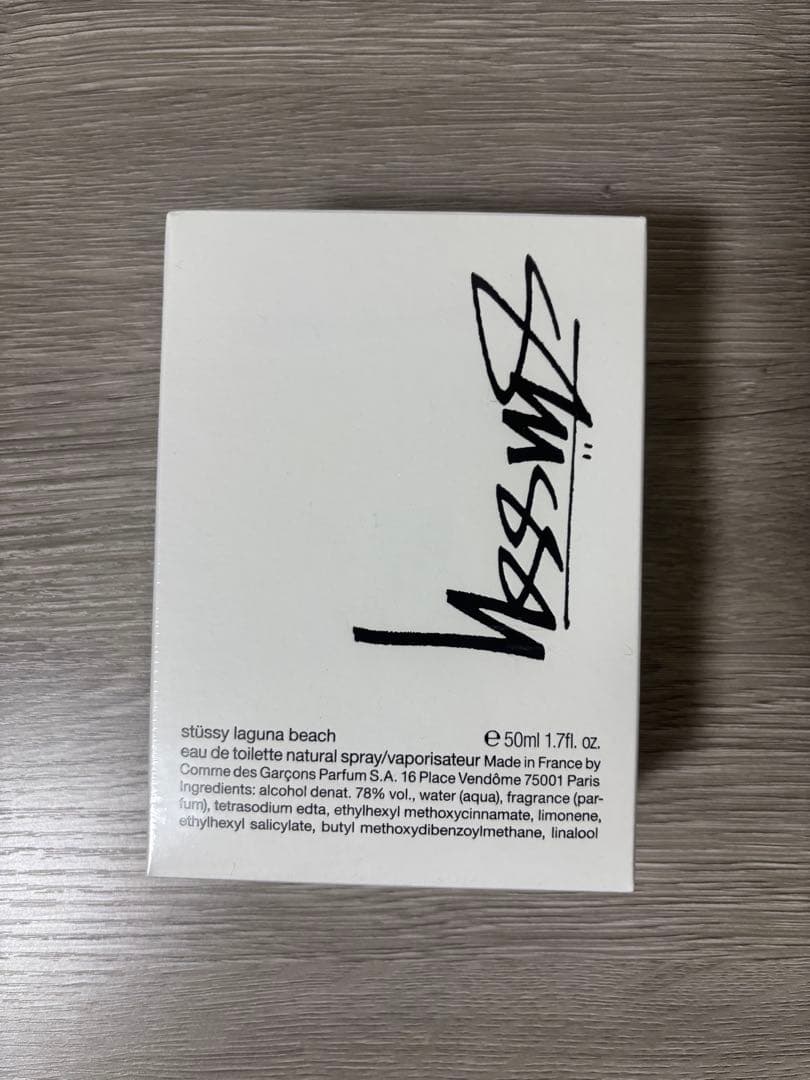 Stüssy
stüssy laguna beach
℮ 50ml 1.7fl. oz.
eau de toilette natural spray/vaporisateur Made in France by
Comme des Garçons Parfum S.A. 16 Place Vendôme 75001 Paris
Ingredients: alcohol denat. 78% vol., water (aqua), fragrance (par-
fum), tetrasodium edta, ethylhexyl methoxycinnamate, limonene,
ethylhexyl salicylate, butyl methoxydibenzoylmethane, linalool